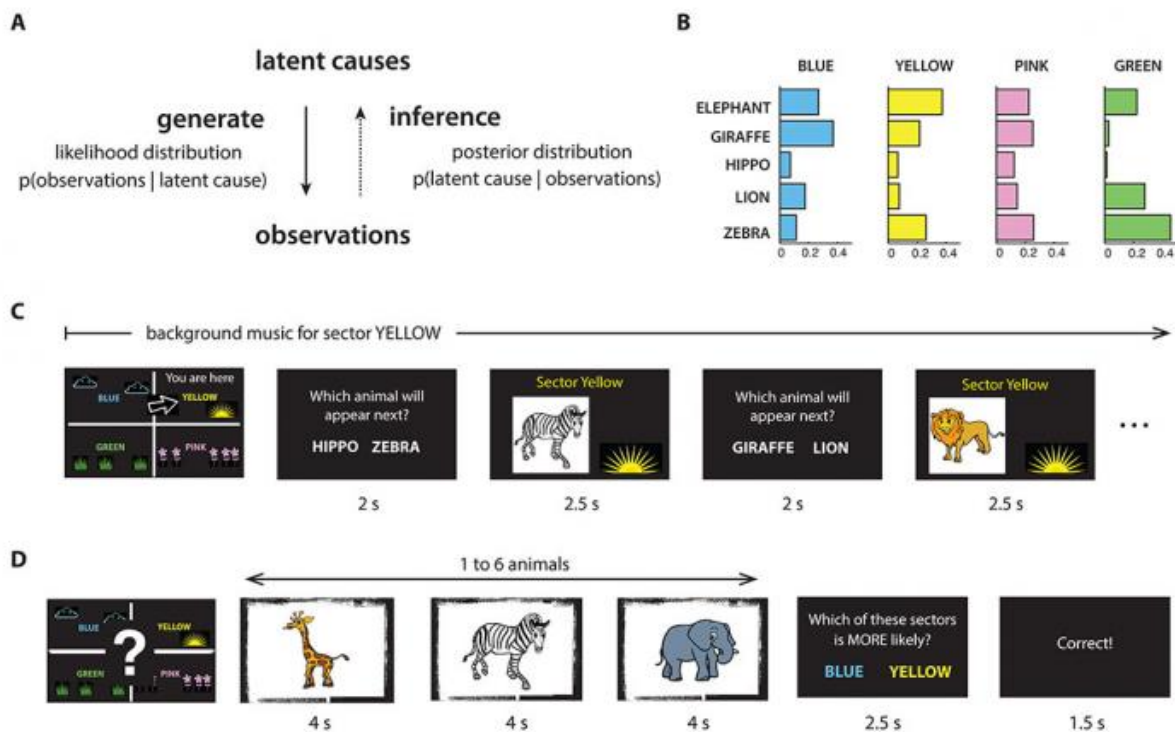 A
latent causes
generate
inference
likelihood distribution
posterior distribution
p(observations | latent cause)
p(latent cause | observations)
observations
B
BLUE YELLOW PINK GREEN
ELEPHANT
GIRAFFE
HIPPO
LION
ZEBRA
0 0.2 0.4 0 0.2 0.4 0 0.2 0.4 0 0.2 0.4
C
background music for sector YELLOW
You are here
BLUE YELLOW
GREEN PINK
Which animal will
appear next?
HIPPO ZEBRA
2 s
Sector Yellow
2.5 s
Which animal will
appear next?
GIRAFFE LION
2 s
Sector Yellow
2.5 s
...
D
1 to 6 animals
BLUE YELLOW
?
GREEN PINK
4 s
4 s
4 s
Which of these sectors
is MORE likely?
BLUE YELLOW
2.5 s
Correct!
1.5 s